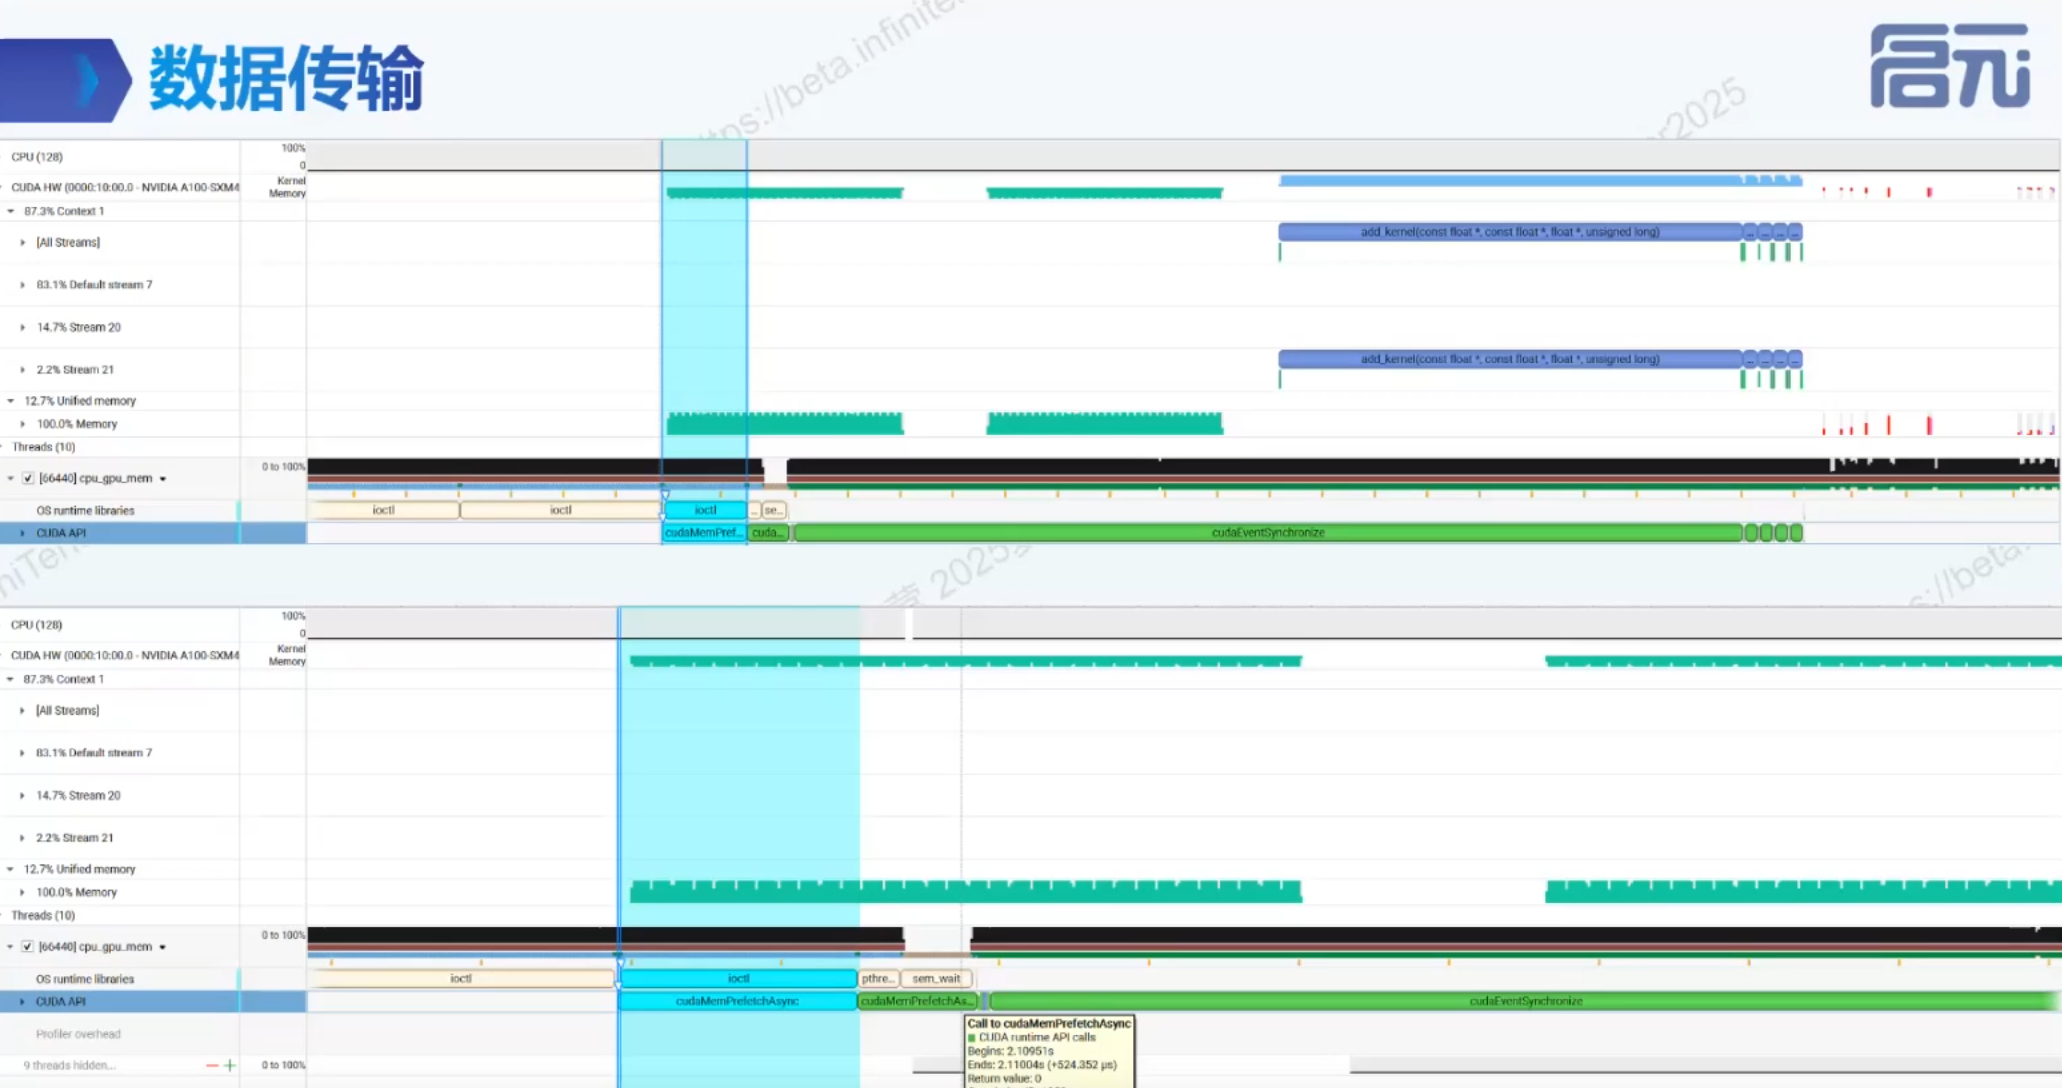 数据传输
启元
https://beta.infinite
2025
CPU (128)
100%
0
CUDA HW (0000:10:00.0 - NVIDIA A100-SXM4
Kernel
Memory
87.3% Context 1
[All Streams]
add_kernel(const float *, const float *, float *, unsigned long)
83.1% Default stream 7
14.7% Stream 20
2.2% Stream 21
add_kernel(const float *, const float *, float *, unsigned long)
12.7% Unified memory
100.0% Memory
Threads (10)
[66440] cpu_gpu_mem
0 to 100%
OS runtime libraries
ioctl
ioctl
ioctl
...
se...
CUDA API
cudaMemPref...
cuda...
cudaEventSynchronize
营 2025
s://beta.
CPU (128)
100%
0
CUDA HW (0000:10:00.0 - NVIDIA A100-SXM4
Kernel
Memory
87.3% Context 1
[All Streams]
83.1% Default stream 7
14.7% Stream 20
2.2% Stream 21
12.7% Unified memory
100.0% Memory
Threads (10)
[66440] cpu_gpu_mem
0 to 100%
OS runtime libraries
ioctl
ioctl
pthre...
sem_wait
CUDA API
cudaMemPrefetchAsync
cudaMemPrefetchAs...
cudaEventSynchronize
Profiler overhead
9 threads hidden...
0 to 100%
Call to cudaMemPrefetchAsync
CUDA runtime API calls
Begins: 2.10951s
Ends: 2.11004s (+524.352 μs)
Return value: 0